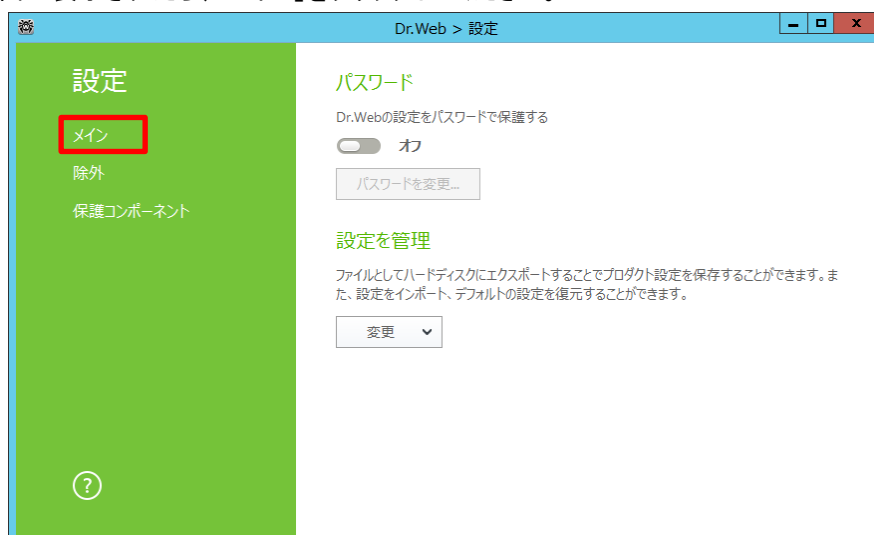 Dr.Web > 設定
設定
メイン
除外
保護コンポーネント
パスワード
Dr.Webの設定をパスワードで保護する
オフ
パスワードを変更...
設定を管理
ファイルとしてハードディスクにエクスポートすることでプロダクト設定を保存することができます。ま
た、設定をインポート、デフォルトの設定を復元することができます。
変更
?